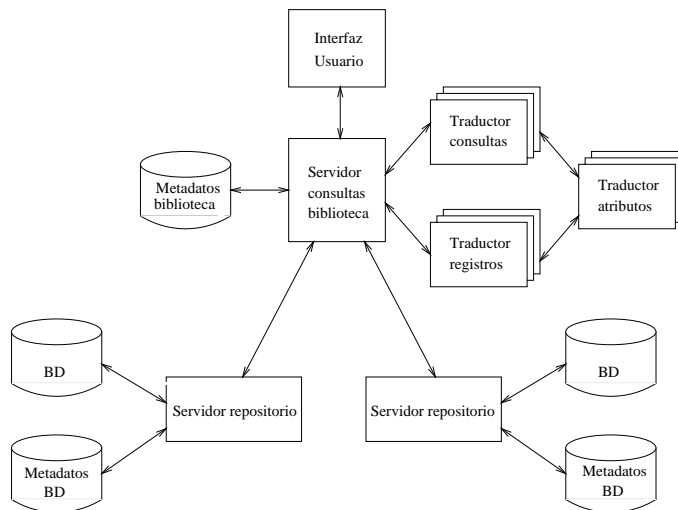 Interfaz
Usuario
Traductor
consultas
Servidor
consultas
biblioteca
Metadatos
biblioteca
Traductor
atributos
Traductor
registros
BD
BD
Servidor repositorio
Servidor repositorio
Metadatos
BD
Metadatos
BD